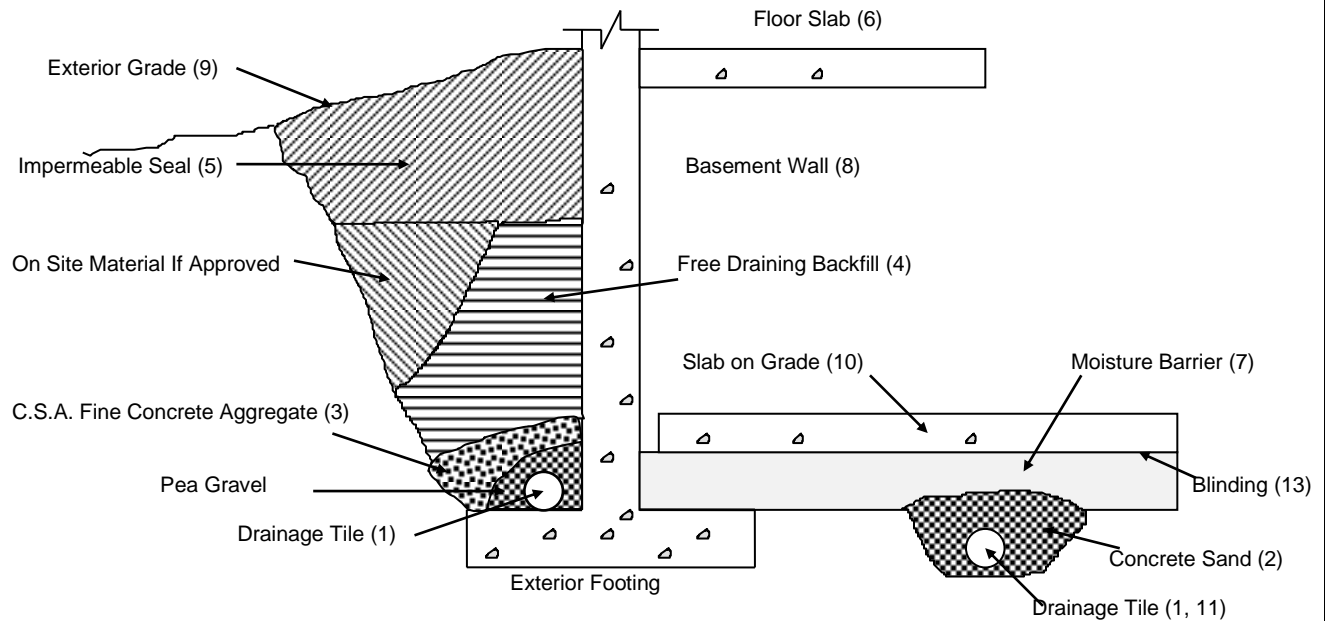 Floor Slab (6)
Exterior Grade (9)
Impermeable Seal (5)
Basement Wall (8)
On Site Material If Approved
Free Draining Backfill (4)
Slab on Grade (10)
Moisture Barrier (7)
C.S.A. Fine Concrete Aggregate (3)
Pea Gravel
Blinding (13)
Drainage Tile (1)
Concrete Sand (2)
Exterior Footing
Drainage Tile (1, 11)